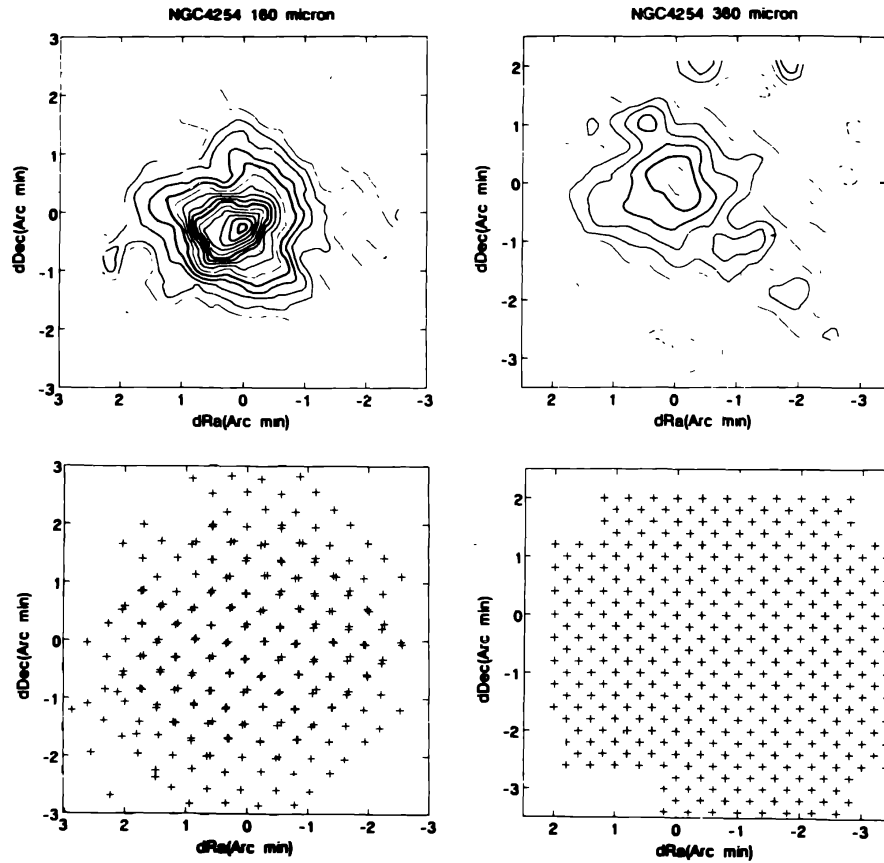 NGC4254 160 micron
NGC4254 360 micron
3
2
1
0
-1
-2
-3
dDec(Arc min)
3 2 1 0 -1 -2 -3
dRa(Arc min)
2
1
0
-1
-2
-3
dDec(Arc min)
2 1 0 -1 -2 -3
dRa(Arc min)
3
2
1
0
-1
-2
-3
dDec(Arc min)
3 2 1 0 -1 -2 -3
dRa(Arc min)
2
1
0
-1
-2
-3
dDec(Arc min)
2 1 0 -1 -2 -3
dRa(Arc min)